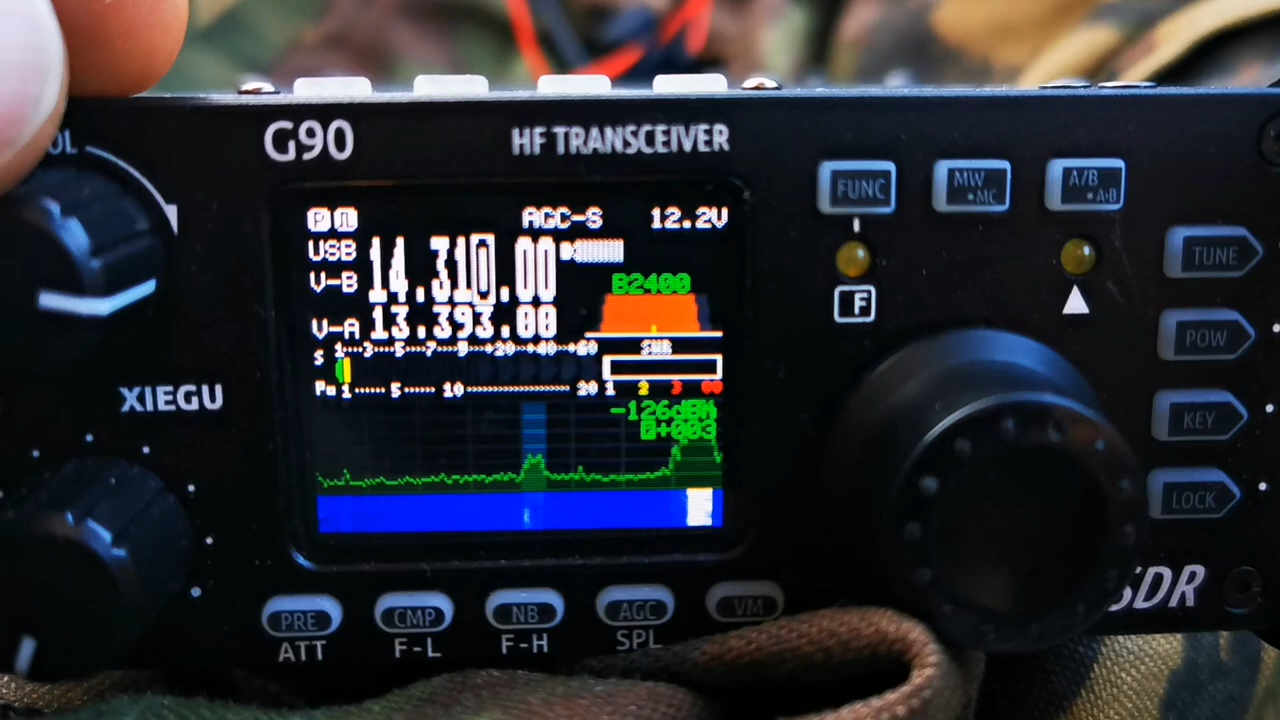 G90 HF TRANSCEIVER
FUNC
MW
•MC
A/B
•A›B
P AGC-S 12.2V
USB 14.310.00
V-B
B2400
V-A 13.393.00
S 1 3 5 7 9 +20 +40 +60
SWR
Po 1 5 10 20 1 2 3 ∞
-126dBM
0+003
F
TUNE
POW
KEY
LOCK
XIEGU
SDR
PRE CMP NB AGC VM
ATT F-L F-H SPL